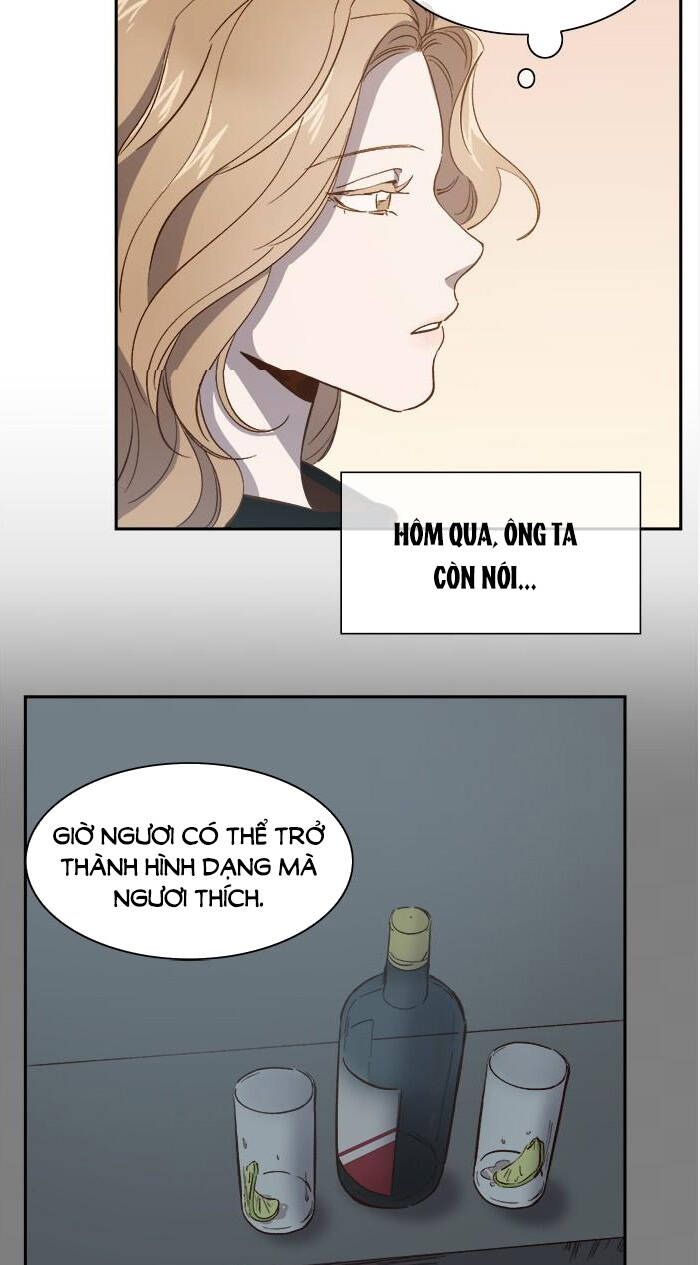 HÔM QUA, ÔNG TA
CÒN NÓI...
GIỜ NGƯƠI CÓ THỂ TRỞ
THÀNH HÌNH DẠNG MÀ
NGƯƠI THÍCH.